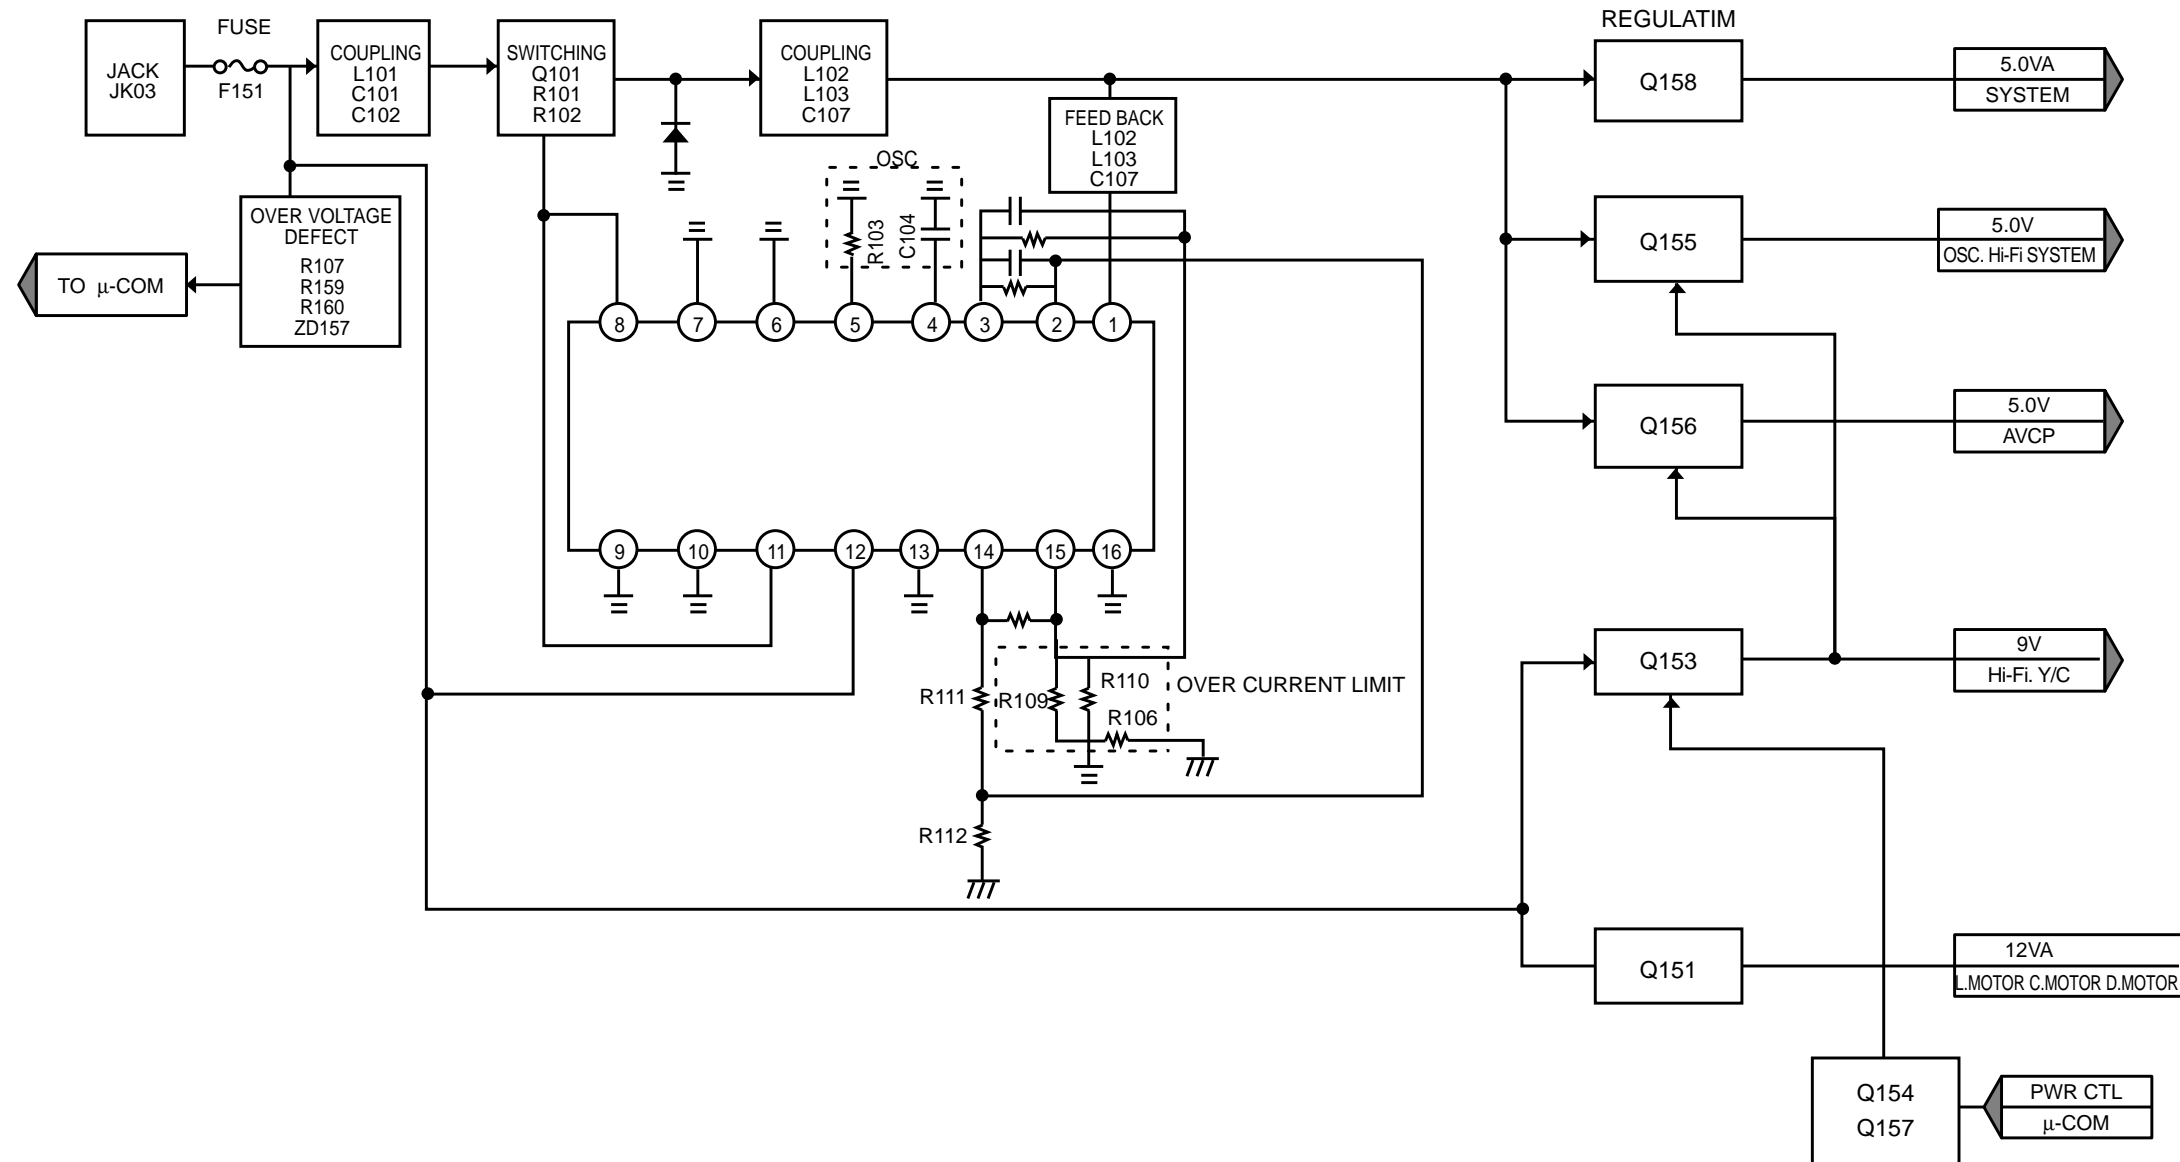 REGULATIM
FUSE
JACK
JK03
F151
COUPLING
L101
C101
C102
SWITCHING
Q101
R101
R102
COUPLING
L102
L103
C107
Q158
5.0VA
SYSTEM
FEED BACK
L102
L103
C107
OSC
R103
C104
OVER VOLTAGE
DEFECT
R107
R159
R160
ZD157
TO μ-COM
Q155
5.0V
OSC. Hi-Fi SYSTEM
8
7
6
5
4
3
2
1
Q156
5.0V
AVCP
9
10
11
12
13
14
15
16
Q153
9V
Hi-Fi. Y/C
R111
R109
R110
R106
OVER CURRENT LIMIT
R112
Q151
12VA
L.MOTOR C.MOTOR D.MOTOR
Q154
Q157
PWR CTL
μ-COM